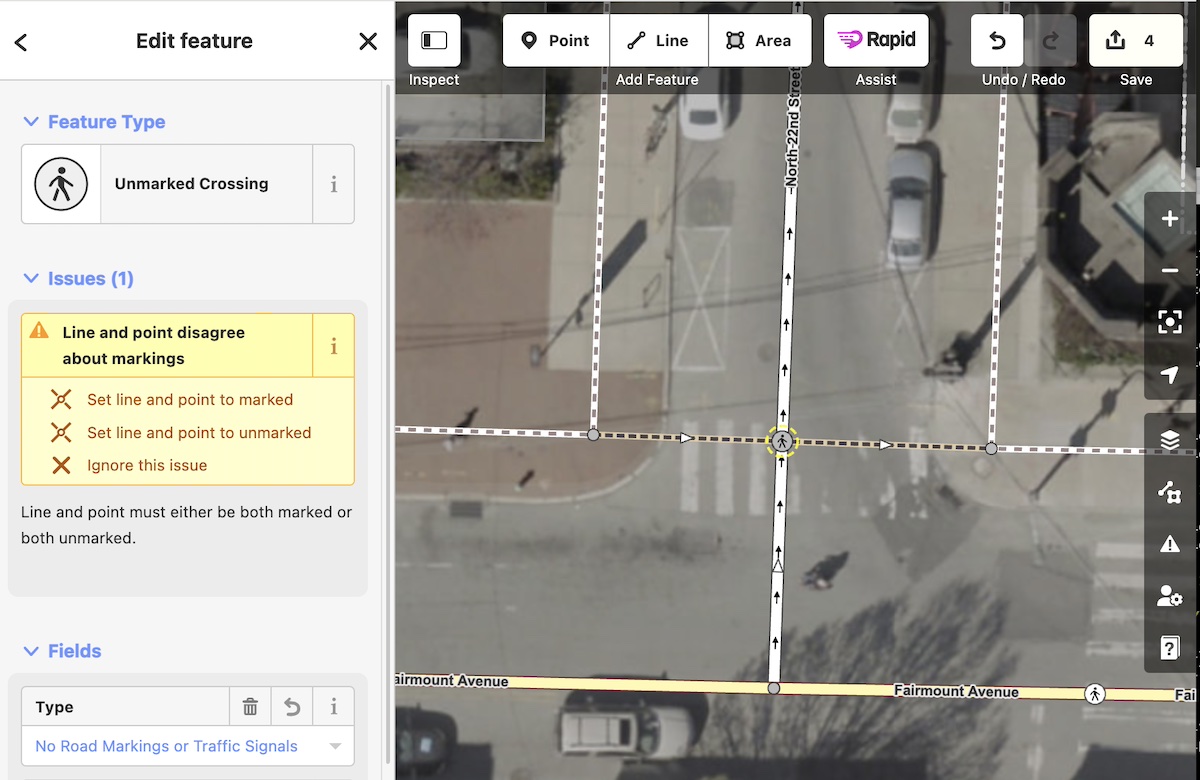 Edit feature
Feature Type
Unmarked Crossing
i
Issues (1)
Line and point disagree
about markings
i
Set line and point to marked
Set line and point to unmarked
Ignore this issue
Line and point must either be both marked or
both unmarked.
Fields
Type
i
No Road Markings or Traffic Signals
Inspect
Point
Line
Area
Add Feature
Rapid
Assist
Undo / Redo
4
Save
North 22nd Street
airmount Avenue
Fairmount Avenue
Fai
?